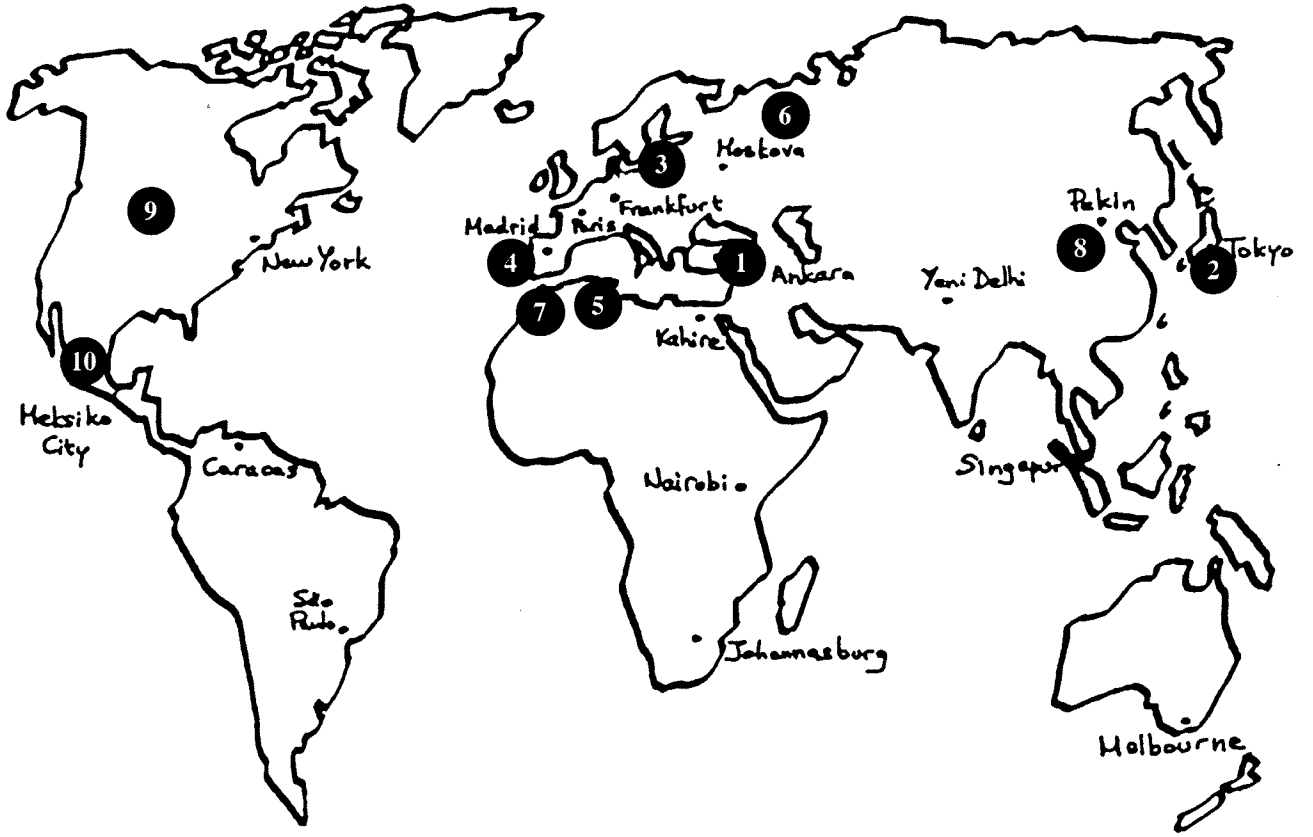 6
Moskova
3
Frankfurt
Paris
Madrid
4
1
Ankara
9
New York
Pekin
8
Tokyo
2
Yeni Delhi
7
5
Kahire
10
Meksiko
City
Caracas
Nairobi
Singapur
São
Paulo
Johannasburg
Melbourne